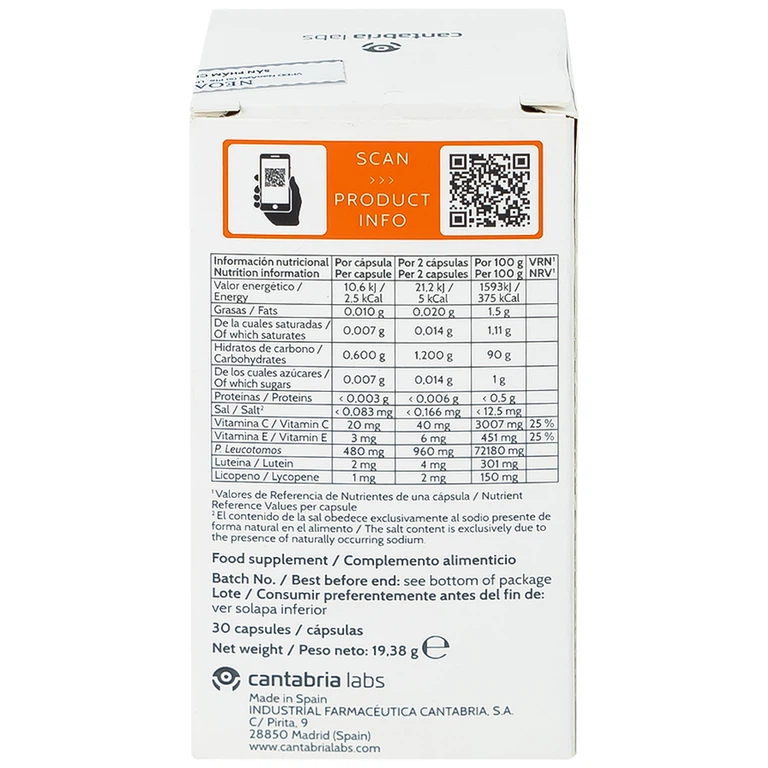 cantabria labs
NEOA
SẢN PHẨM C
SCAN
>>>
PRODUCT
INFO
Información nutricional Por cápsula Por 2 cápsulas Por 100 g VRN¹
Nutrition information Per capsule Per 2 capsules Per 100 g NRV¹
Valor energético / 10,6 kJ / 21,2 kJ / 1593kJ /
Energy 2,5 kCal 5 kCal 375 kCal
Grasas / Fats 0,010 g 0,020 g 1,5 g
De la cuales saturadas /
Of which saturates 0,007 g 0,014 g 1,11 g
Hidratos de carbono /
Carbohydrates 0,600 g 1,200 g 90 g
De los cuales azúcares /
Of which sugars 0,007 g 0,014 g 1 g
Proteinas / Proteins < 0,003 g < 0,006 g < 0,5 g
Sal / Salt² < 0,083 mg < 0,166 mg < 12,5 mg
Vitamina C / Vitamin C 20 mg 40 mg 3007 mg 25 %
Vitamina E / Vitamin E 3 mg 6 mg 451 mg 25 %
P. Leucotomos 480 mg 960 mg 72180 mg
Luteína / Lutein 2 mg 4 mg 301 mg
Licopeno / Lycopene 1 mg 2 mg 150 mg
¹Valores de Referencia de Nutrientes de una cápsula / Nutrient
Reference Values per capsule
²El contenido de la sal obedece exclusivamente al sodio presente de
forma natural en el alimento / The salt content is exclusively due to
the presence of naturally occurring sodium.
Food supplement / Complemento alimenticio
Batch No. / Best before end: see bottom of package
Lote / Consumir preferentemente antes del fin de:
ver solapa inferior
30 capsules / cápsulas
Net weight / Peso neto: 19,38 g ℮
cantabria labs
Made in Spain
INDUSTRIAL FARMACÉUTICA CANTABRIA, S.A.
C/ Pirita, 9
28850 Madrid (Spain)
www.cantabrialabs.com